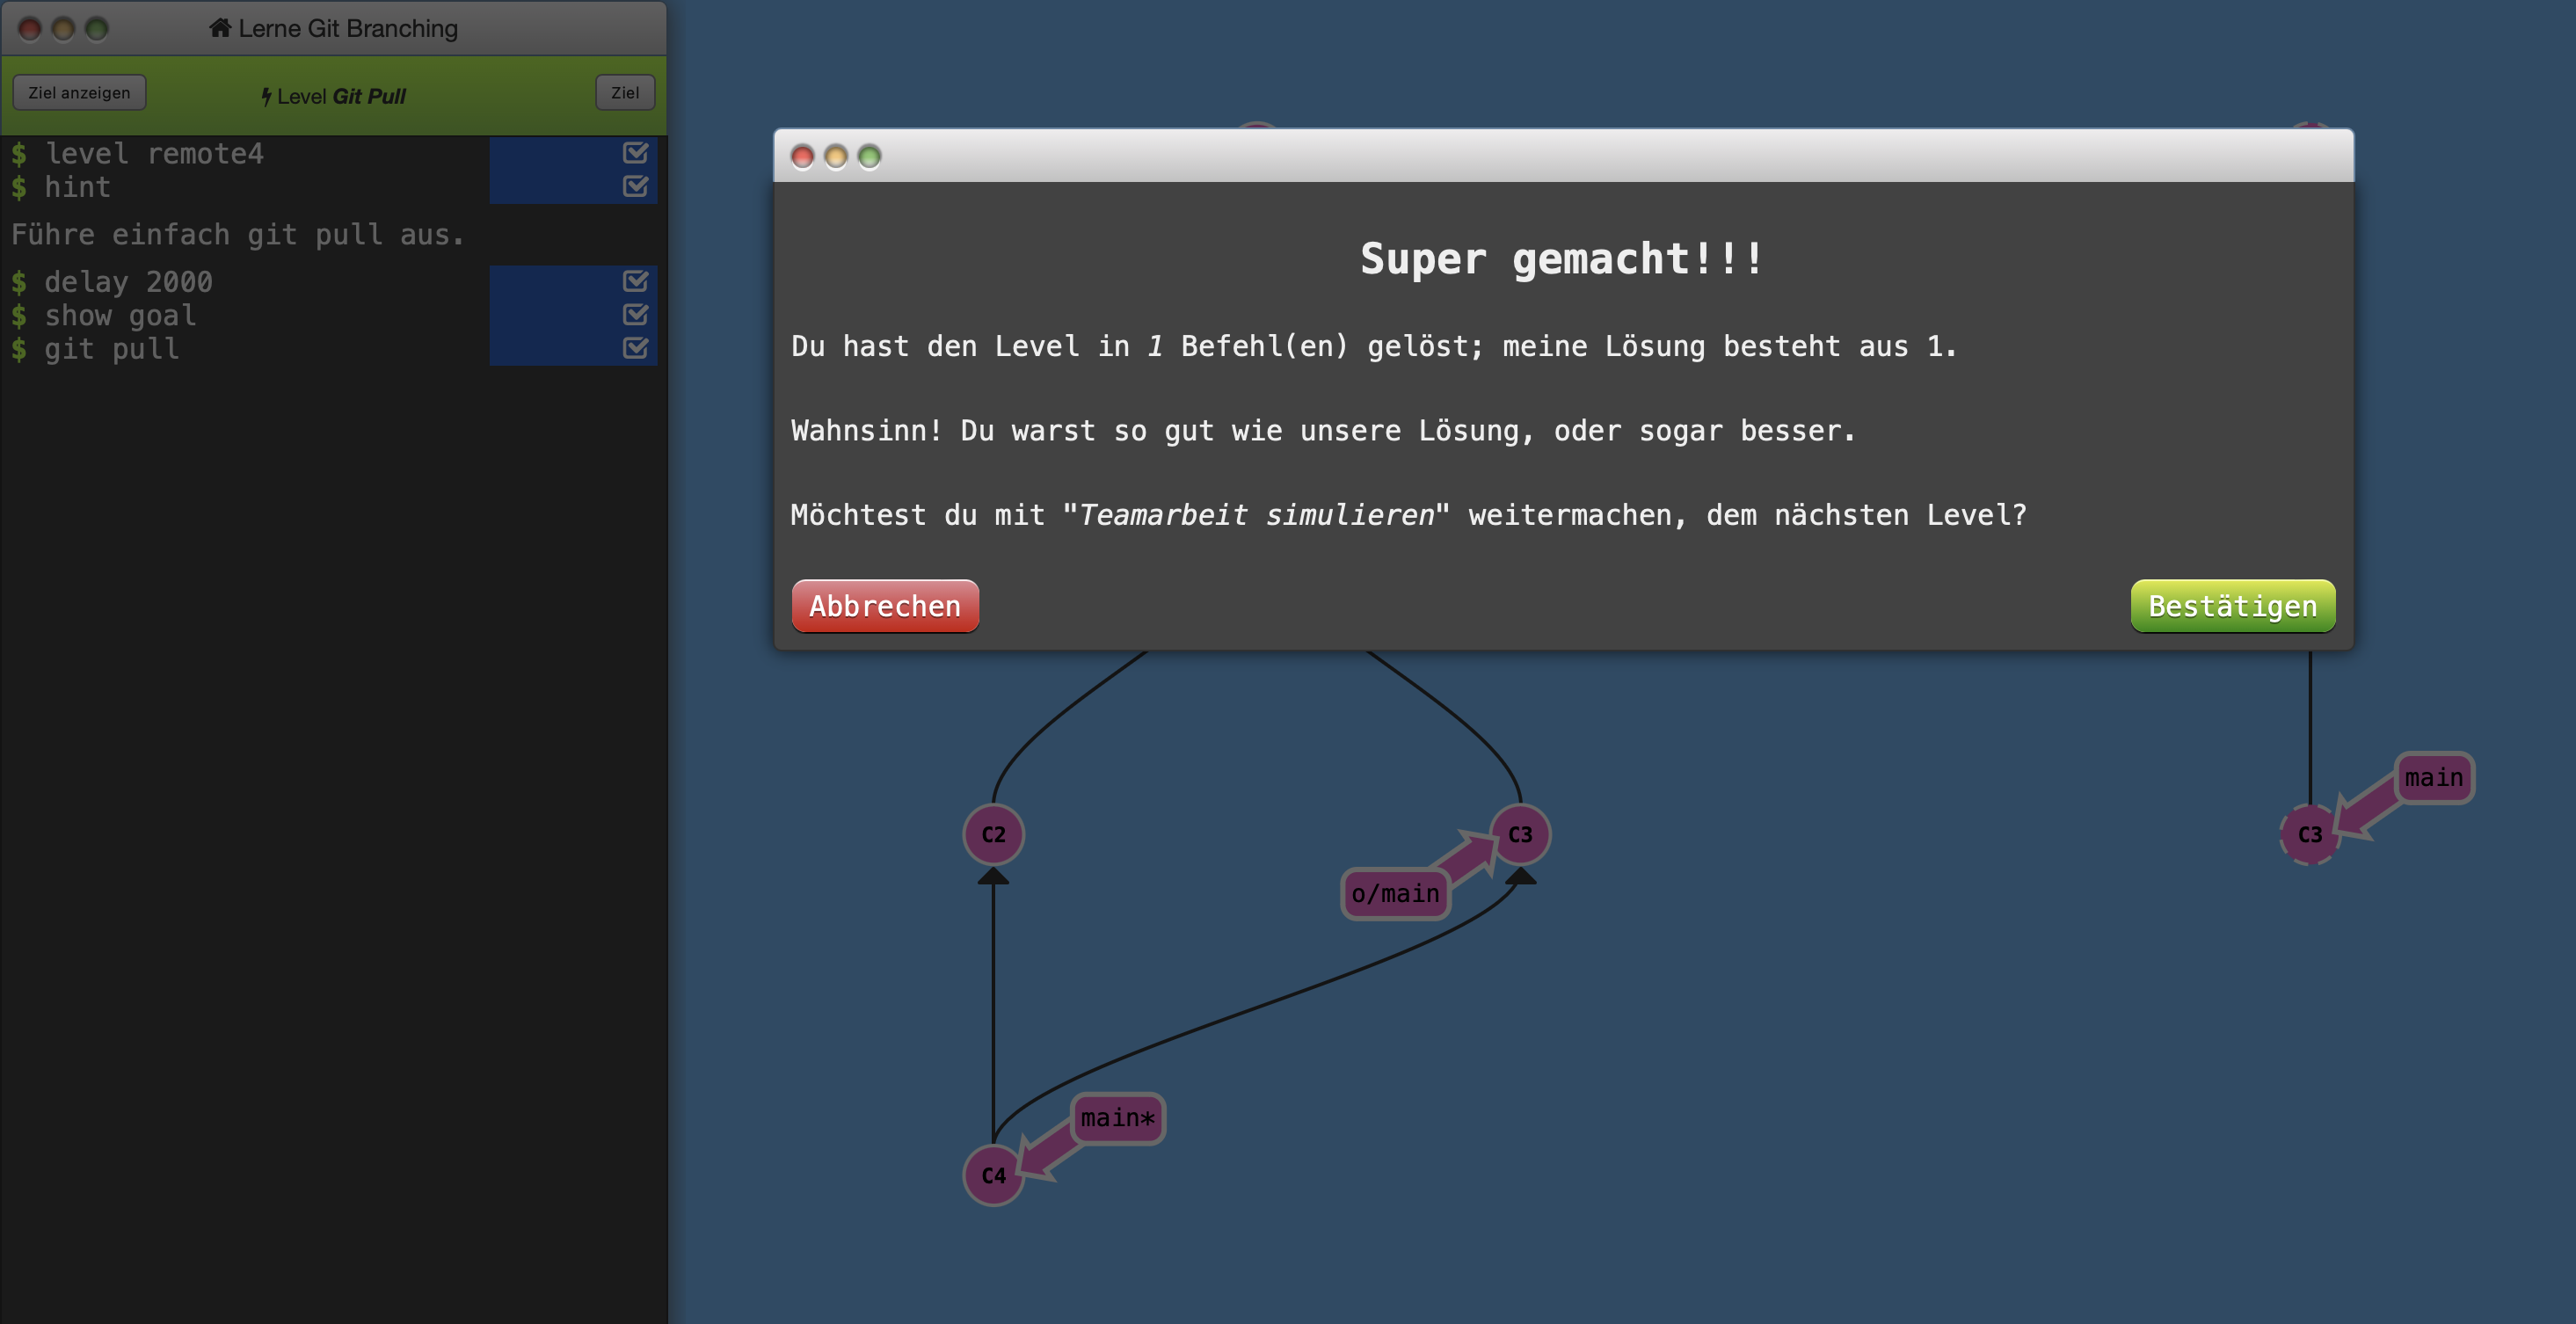 Lerne Git Branching
Ziel anzeigen
Level Git Pull
Ziel
$ level remote4
$ hint
Führe einfach git pull aus.
$ delay 2000
$ show goal
$ git pull
Super gemacht!!!
Du hast den Level in 1 Befehl(en) gelöst; meine Lösung besteht aus 1.
Wahnsinn! Du warst so gut wie unsere Lösung, oder sogar besser.
Möchtest du mit "Teamarbeit simulieren" weitermachen, dem nächsten Level?
Abbrechen
Bestätigen
main
C2
C3
C3
o/main
main*
C4